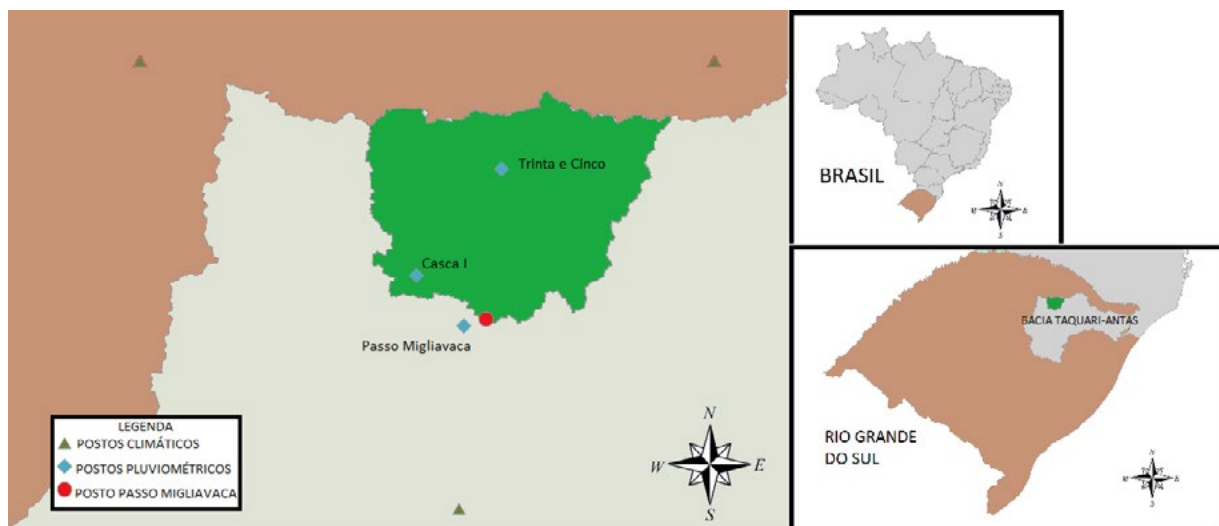 Trinta e Cinco
Casca I
Passo Migliavaca
LEGENDA
POSTOS CLIMÁTICOS
POSTOS PLUVIOMÉTRICOS
POSTO PASSO MIGLIAVACA
N
W E
S
BRASIL
N
W E
S
BACIA TAQUARI-ANTAS
RIO GRANDE
DO SUL
N
W E
S